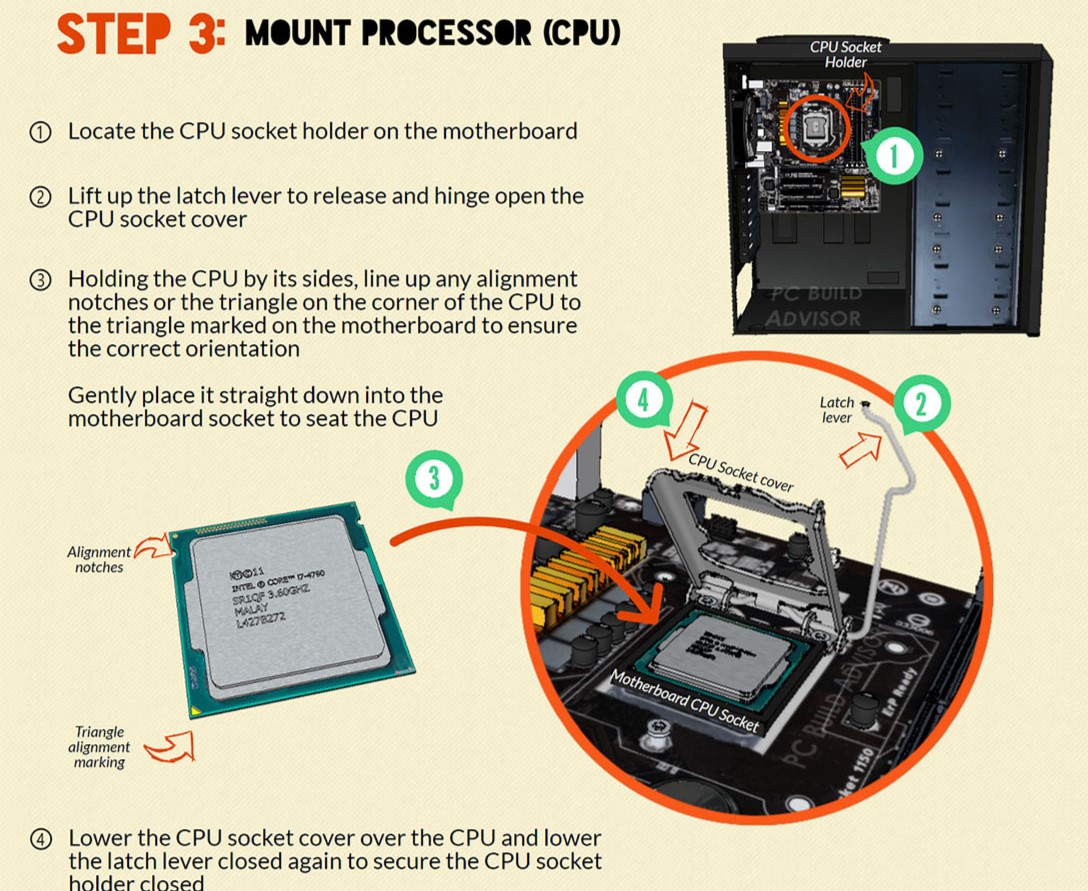 STEP 3: MOUNT PROCESSOR (CPU)
CPU Socket
Holder
① Locate the CPU socket holder on the motherboard
1
② Lift up the latch lever to release and hinge open the
CPU socket cover
③ Holding the CPU by its sides, line up any alignment
notches or the triangle on the corner of the CPU to
the triangle marked on the motherboard to ensure
the correct orientation
PC BUILD
ADVISOR
Gently place it straight down into the
motherboard socket to seat the CPU
4
Latch
lever
2
CPU Socket cover
3
Alignment
notches
INTEL ® CORE™ i7-4790
SR1QF 3.60GHZ
MALAY
L427B272
Motherboard CPU Socket
PC BUILD ADVISOR
ErP Ready
ket 1150
Triangle
alignment
marking
④ Lower the CPU socket cover over the CPU and lower
the latch lever closed again to secure the CPU socket
holder closed